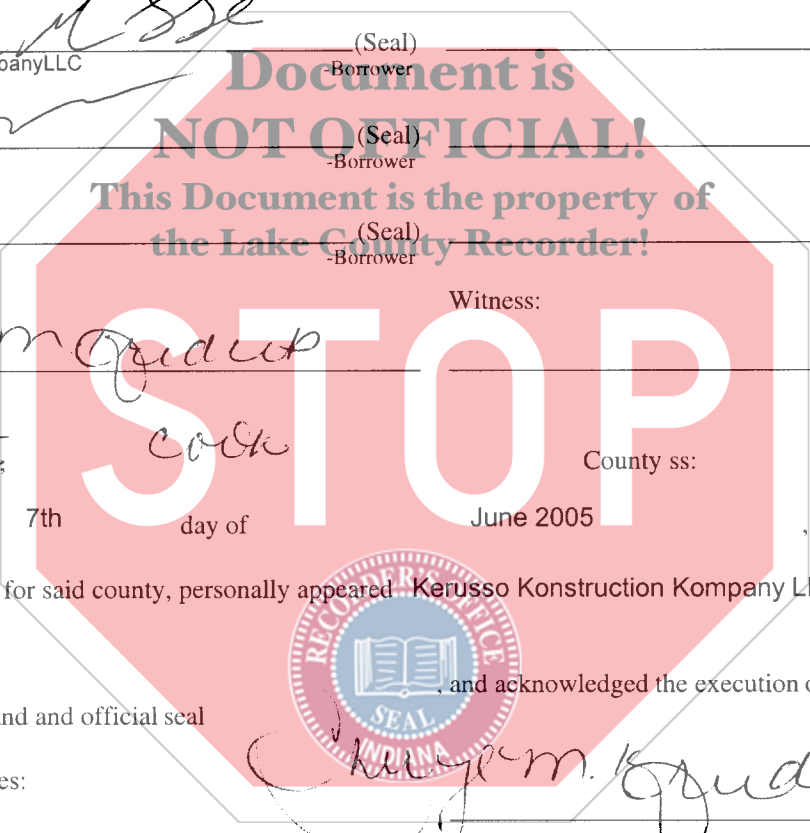 (Seal)
panyLLC
-Borrower
Document is
(Seal)
NOT OFFICIAL!
-Borrower
This Document is the property of
(Seal)
the Lake County Recorder!
-Borrower
Witness:
STOP
Cook
County ss:
7th day of June 2005 ,
for said county, personally appeared Kerusso Konstruction Kompany LL
RECORDER'S OFFICE
SEAL
INDIANA
, and acknowledged the execution o
nd and official seal
es: